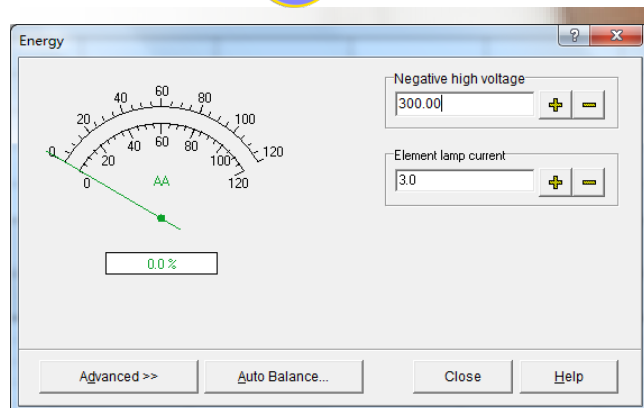 Energy
?
X
0 20 40 60 80 100 120
0 20 40 60 80 100 120
AA
0.0 %
Negative high voltage
300.00
Element lamp current
3.0
Advanced >> Auto Balance... Close Help